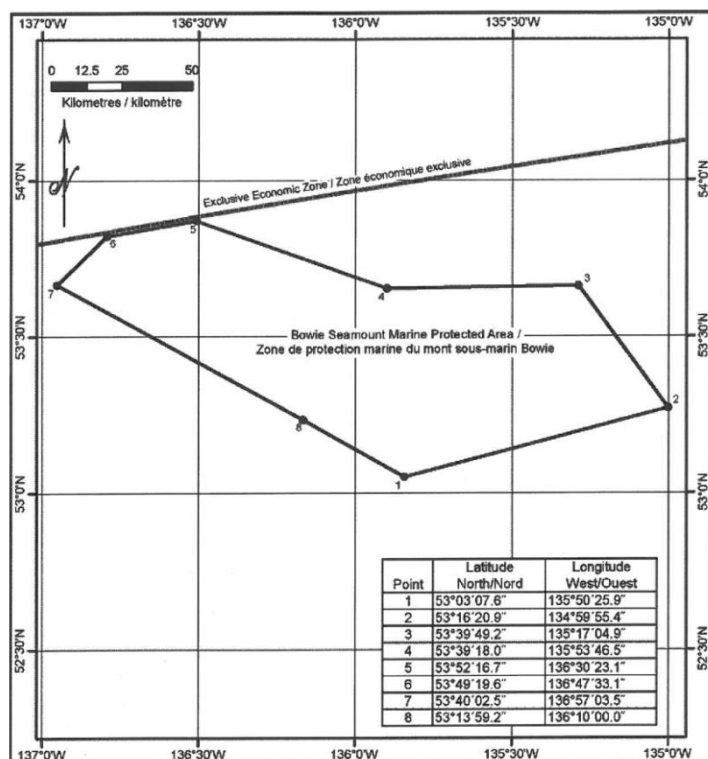 137°0'W 136°30'W 136°0'W 135°30'W 135°0'W
0 12.5 25 50
Kilometres / kilomètre
N
54°0'N 54°0'N
Exclusive Economic Zone / Zone économique exclusive
5
6
7
4
3
53°30'N 53°30'N
Bowie Seamount Marine Protected Area /
Zone de protection marine du mont sous-marin Bowie
2
8
1
53°0'N 53°0'N
Point Latitude North/Nord Longitude West/Ouest
1 53°03'07.6" 135°50'25.9"
2 53°16'20.9" 134°59'55.4"
3 53°39'49.2" 135°17'04.9"
4 53°39'18.0" 135°53'46.5"
5 53°52'16.7" 136°30'23.1"
6 53°49'19.6" 136°47'33.1"
7 53°40'02.5" 136°57'03.5"
8 53°13'59.2" 136°10'00.0"
52°30'N 52°30'N
137°0'W 136°30'W 136°0'W 135°30'W 135°0'W